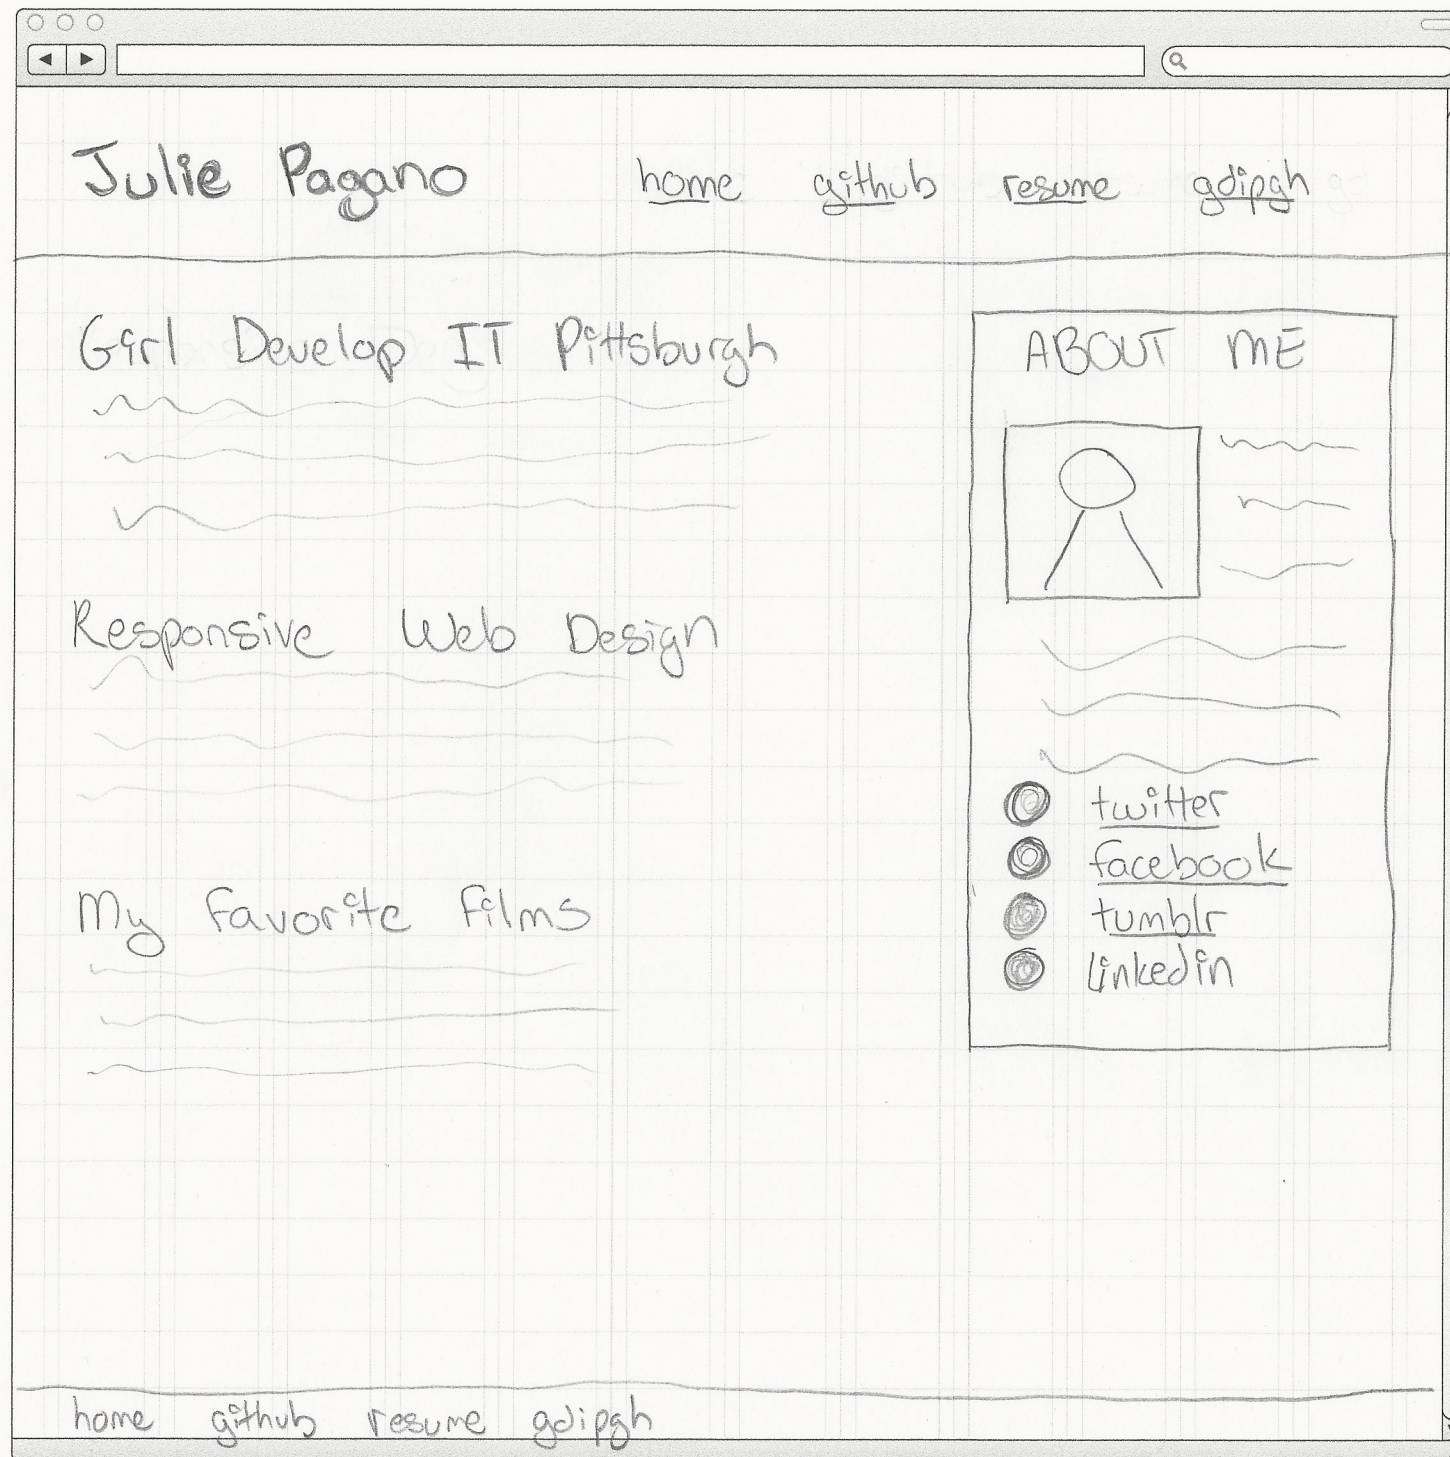 Julie Pagano
home github resume gdipgh
Girl Develop IT Pittsburgh
Responsive Web Design
My Favorite Films
ABOUT ME
twitter
facebook
tumblr
linkedin
home github resume gdipgh